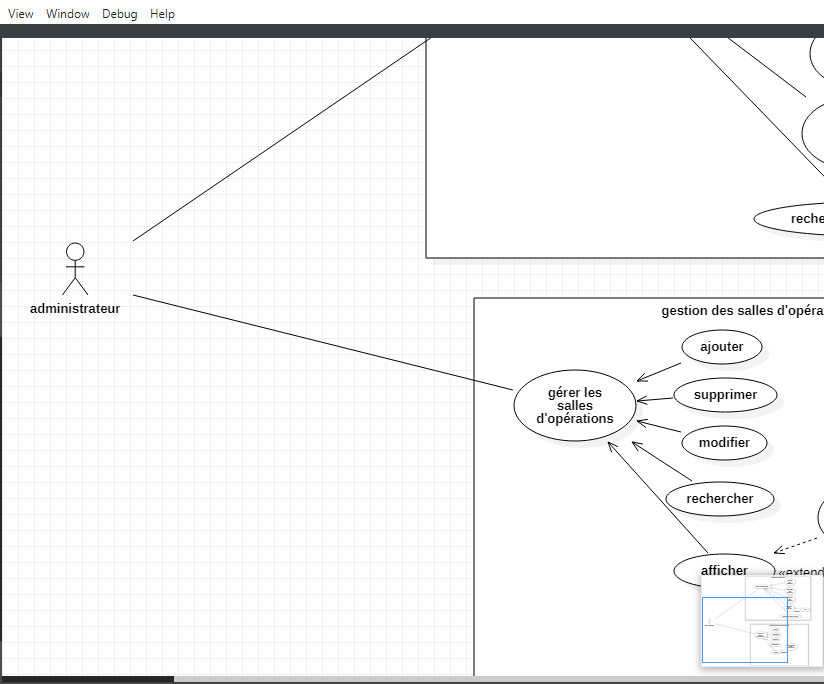 View Window Debug Help
reche
administrateur
gestion des salles d'opéra
ajouter
gérer les
salles
d'opérations
supprimer
modifier
rechercher
afficher
«extend